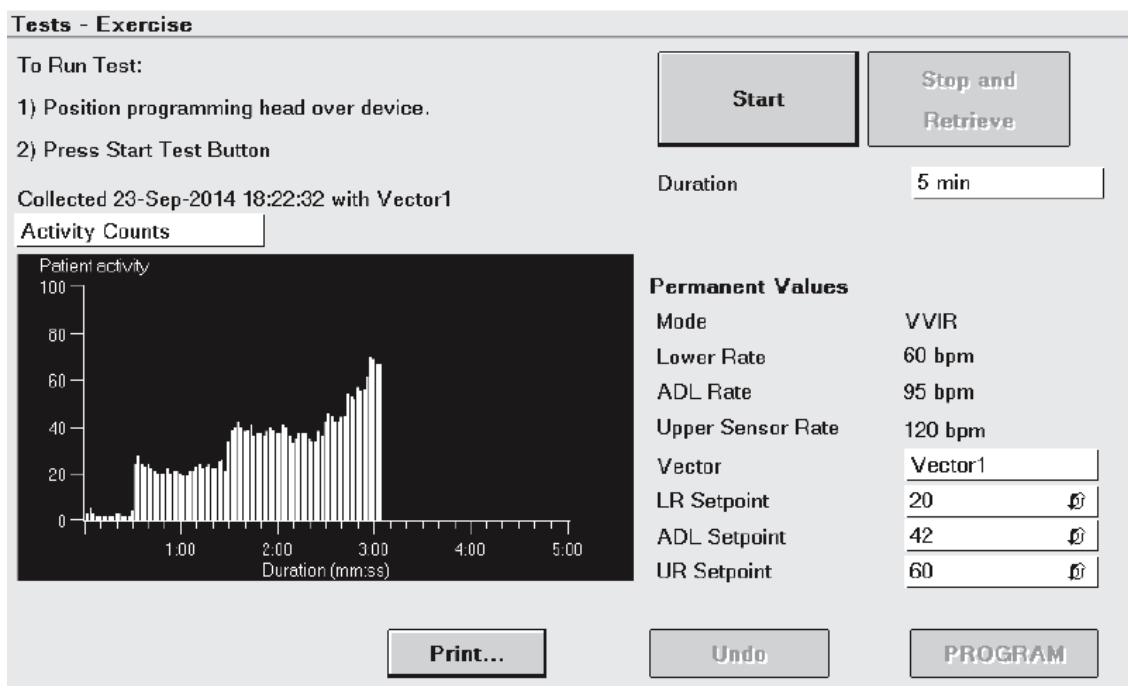 Tests - Exercise
To Run Test:
1) Position programming head over device.
2) Press Start Test Button
Collected 23-Sep-2014 18:22:32 with Vector1
Activity Counts
Patient activity
100
80
60
40
20
0
1:00 2:00 3:00 4:00 5:00
Duration (mm:ss)
Start
Stop and
Retrieve
Duration 5 min
Permanent Values
Mode VVIR
Lower Rate 60 bpm
ADL Rate 95 bpm
Upper Sensor Rate 120 bpm
Vector Vector1
LR Setpoint 20
ADL Setpoint 42
UR Setpoint 60
Print...
Undo
PROGRAM